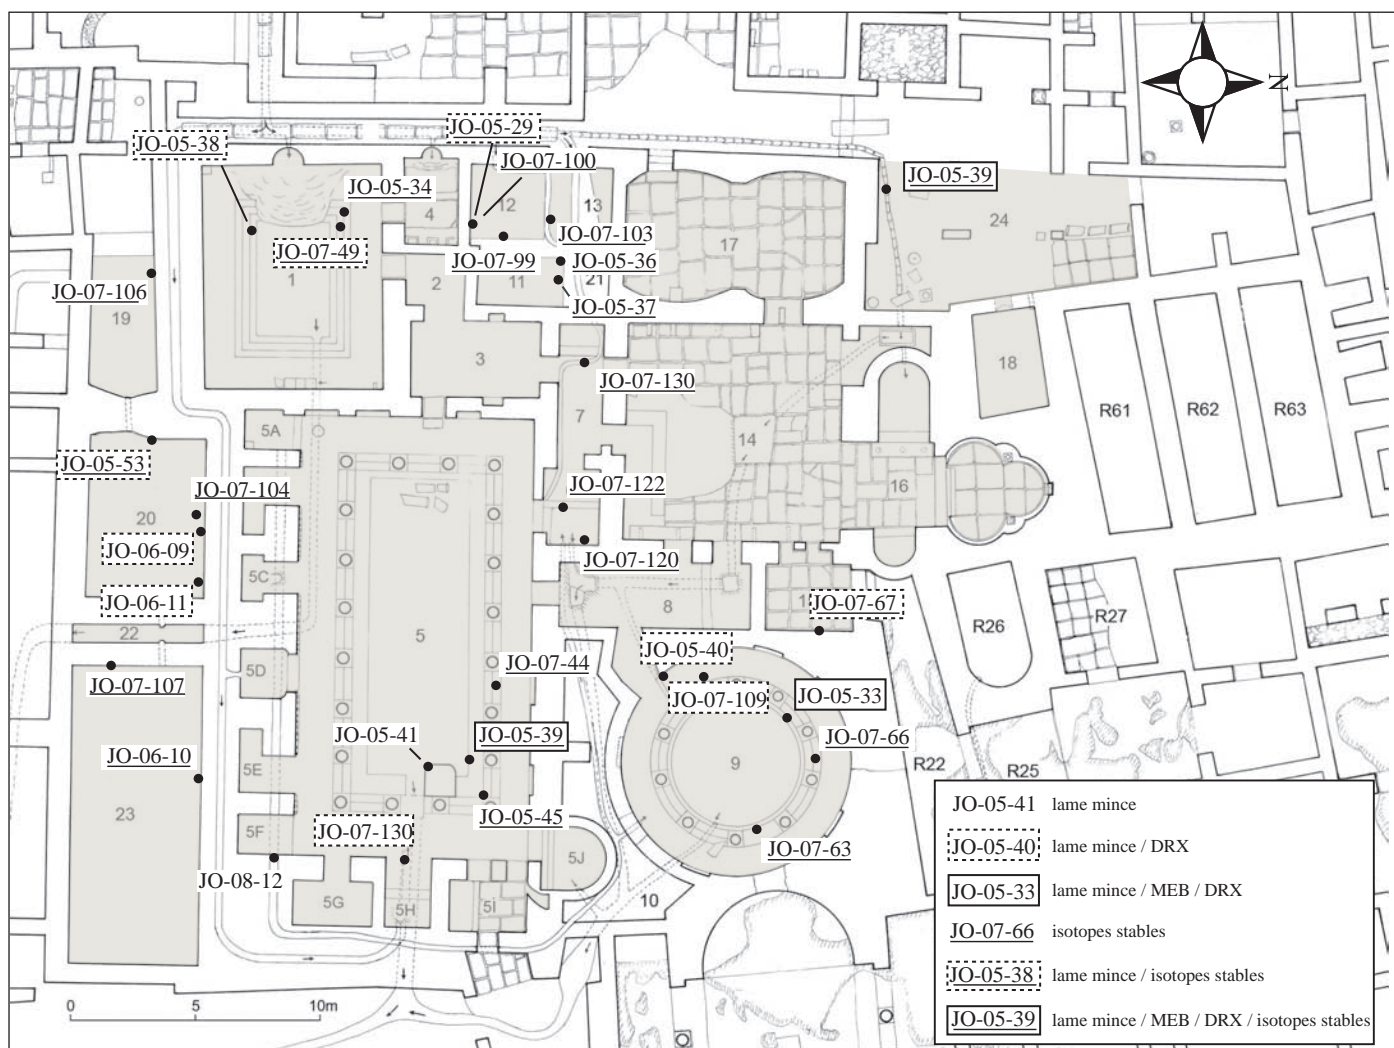 N
JO-05-29
JO-05-38
JO-07-100
JO-05-39
JO-05-34
4
12
13
24
JO-07-103
17
JO-07-49
JO-07-99
JO-05-36
1
2
11
21
JO-07-106
JO-05-37
19
3
18
JO-07-130
R61
R62
R63
7
5A
14
JO-05-53
JO-07-104
JO-07-122
16
20
JO-06-09
JO-07-120
5C
JO-06-11
8
JO-07-67
22
5
R26
R27
JO-05-40
5D
JO-07-44
JO-07-107
JO-07-109
JO-05-33
JO-05-41
JO-05-39
JO-07-66
JO-06-10
9
5E
R22
R25
JO-05-45
23
5F
JO-07-130
JO-07-63
5J
JO-08-12
5G
5H
5I
10
0 5 10m
JO-05-41 lame mince
JO-05-40 lame mince / DRX
JO-05-33 lame mince / MEB / DRX
JO-07-66 isotopes stables
JO-05-38 lame mince / isotopes stables
JO-05-39 lame mince / MEB / DRX / isotopes stables